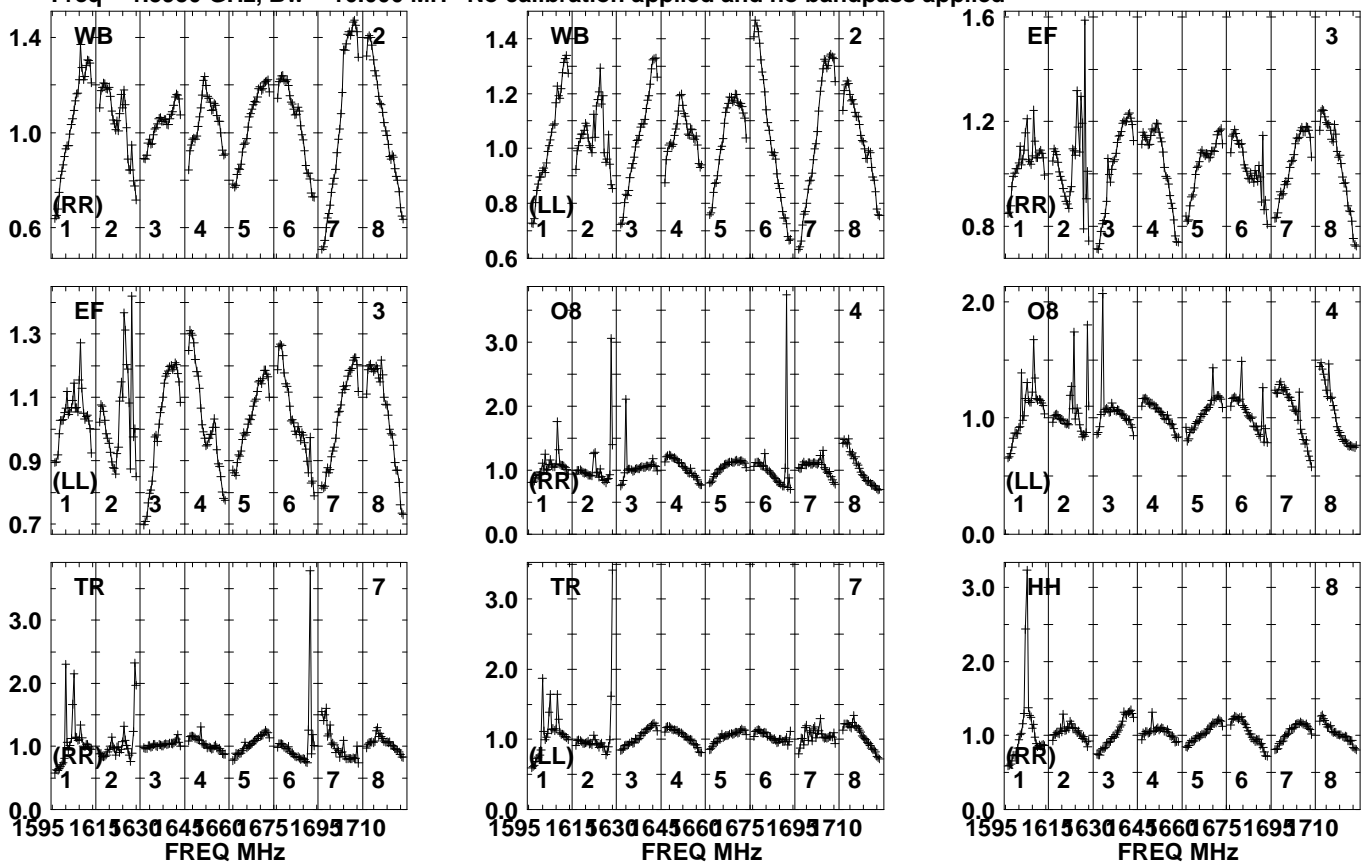 No calibration applied and no bandpass applied
WB 2 WB 2 EF 3
1.4 1.4 1.6
1.0 1.2 1.2
0.6 1.0 0.8
0.8
0.6
(RR) (LL) (RR)
1 2 3 4 5 6 7 8 1 2 3 4 5 6 7 8 1 2 3 4 5 6 7 8
EF 3 O8 4 O8 4
1.3 4.0 2.0
1.1 3.0 1.0
0.9 2.0 0.0
0.7 1.0
0.0
(LL) (RR) (LL)
1 2 3 4 5 6 7 8 1 2 3 4 5 6 7 8 1 2 3 4 5 6 7 8
TR 7 TR 7 HH 8
3.0 3.0 3.0
2.0 2.0 2.0
1.0 1.0 1.0
0.0 0.0 0.0
(RR) (LL) (RR)
1 2 3 4 5 6 7 8 1 2 3 4 5 6 7 8 1 2 3 4 5 6 7 8
1595 1615 1630 1645 1660 1675 1695 1710 1595 1615 1630 1645 1660 1675 1695 1710 1595 1615 1630 1645 1660 1675 1695 1710
FREQ MHz FREQ MHz FREQ MHz